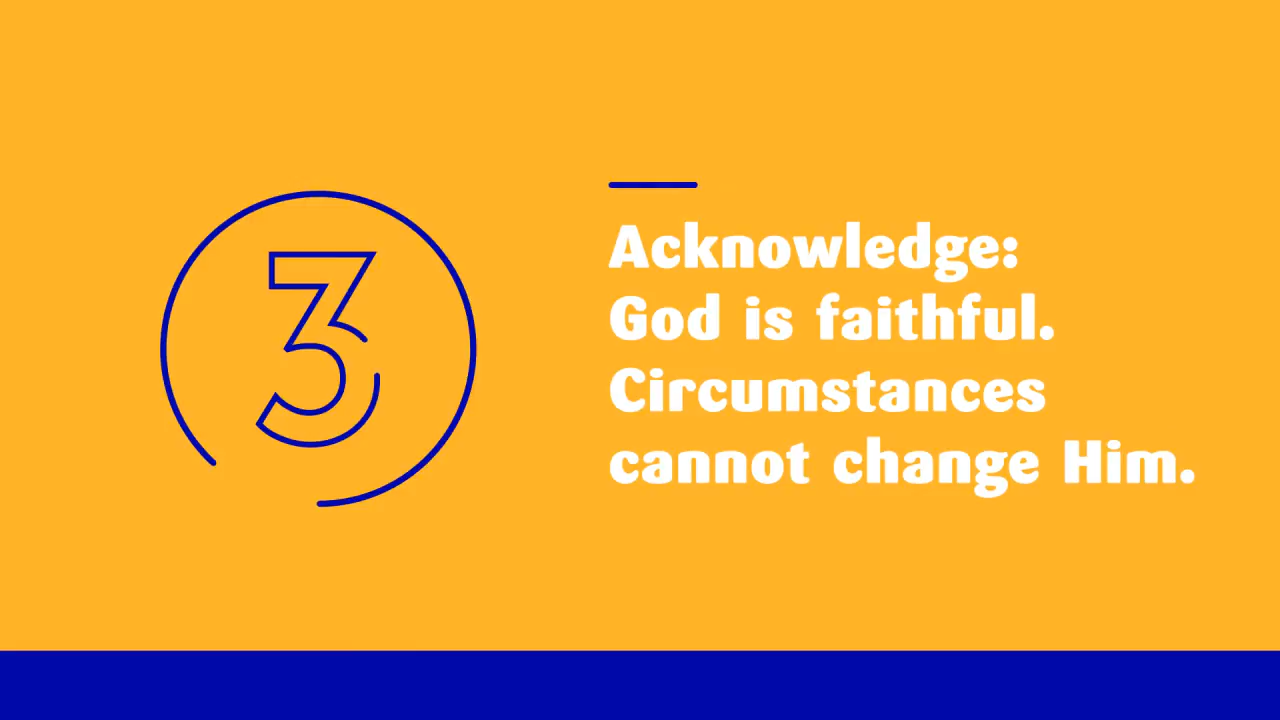 3
Acknowledge:
God is faithful.
Circumstances
cannot change Him.